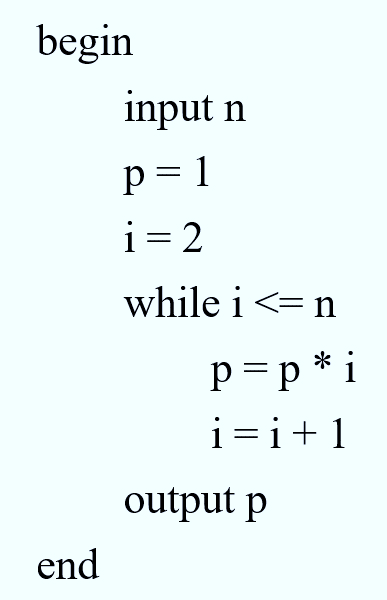 begin
input n
p = 1
i = 2
while i <= n
p = p * i
i = i + 1
output p
end